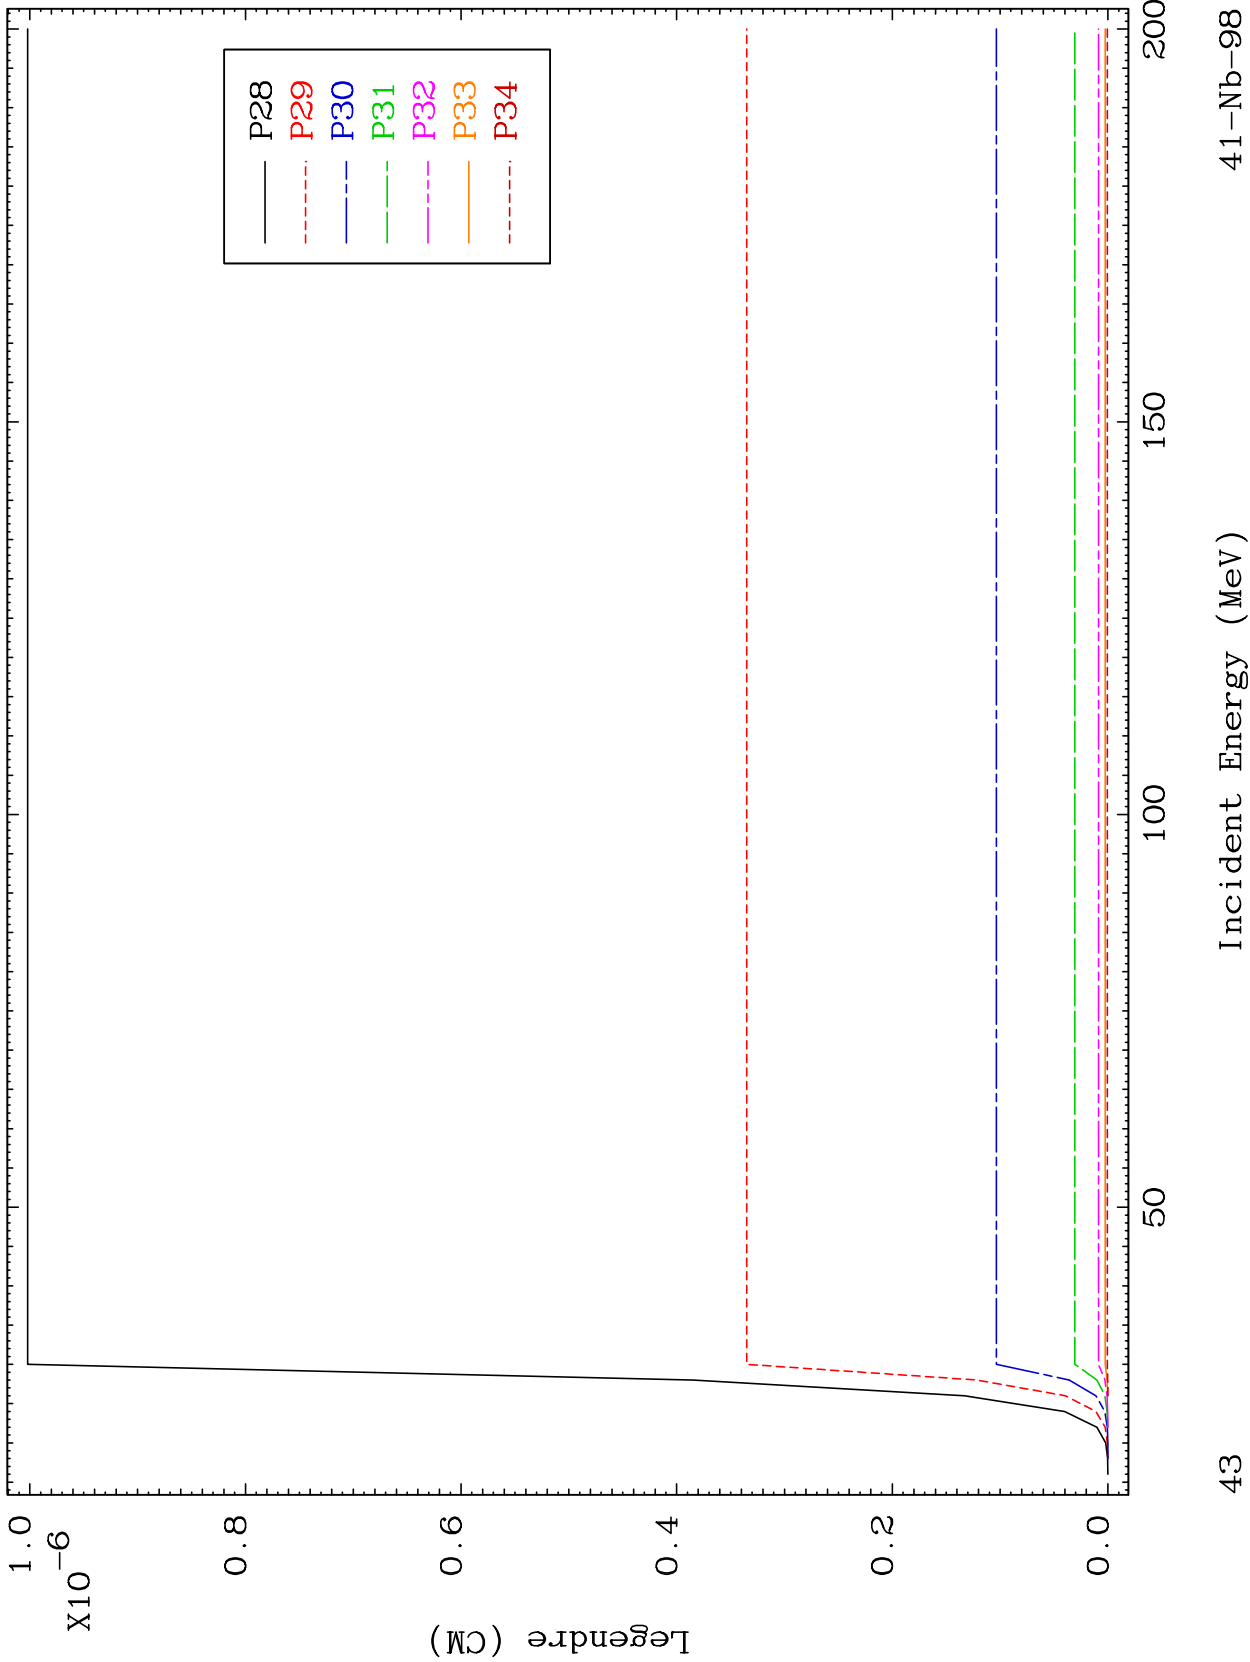 X10-6
1.0
0.8
0.6
0.4
0.2
0.0
Legendre (CM)
P28
P29
P30
P31
P32
P33
P34
50
100
150
200
Incident Energy (MeV)
43
41-Nb-98